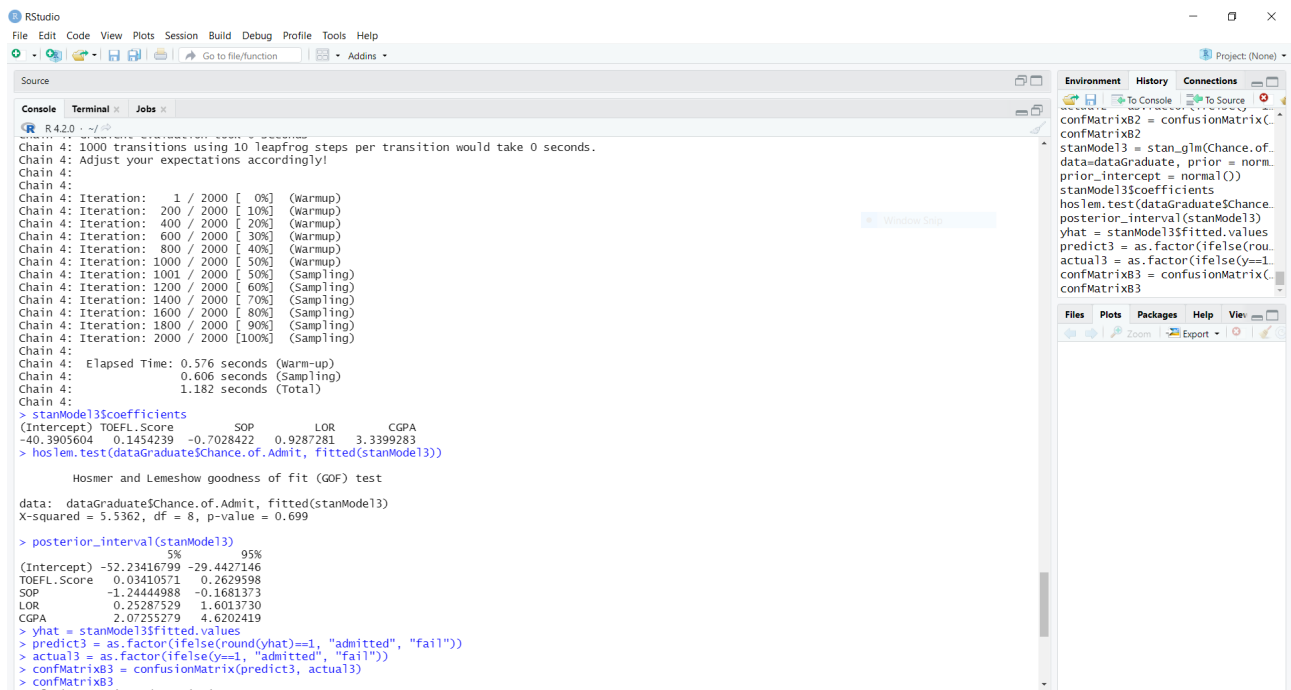 RStudio
File Edit Code View Plots Session Build Debug Profile Tools Help
Go to file/function
Addins
Project: (None)
Source
Console Terminal Jobs
R 4.2.0 · ~/
Chain 4: Gradient evaluation took 0 seconds
Chain 4: 1000 transitions using 10 leapfrog steps per transition would take 0 seconds.
Chain 4: Adjust your expectations accordingly!
Chain 4:
Chain 4:
Chain 4: Iteration:    1 / 2000 [  0%]  (Warmup)
Chain 4: Iteration:  200 / 2000 [ 10%]  (Warmup)
Chain 4: Iteration:  400 / 2000 [ 20%]  (Warmup)
Chain 4: Iteration:  600 / 2000 [ 30%]  (Warmup)
Chain 4: Iteration:  800 / 2000 [ 40%]  (Warmup)
Chain 4: Iteration: 1000 / 2000 [ 50%]  (Warmup)
Chain 4: Iteration: 1001 / 2000 [ 50%]  (Sampling)
Chain 4: Iteration: 1200 / 2000 [ 60%]  (Sampling)
Chain 4: Iteration: 1400 / 2000 [ 70%]  (Sampling)
Chain 4: Iteration: 1600 / 2000 [ 80%]  (Sampling)
Chain 4: Iteration: 1800 / 2000 [ 90%]  (Sampling)
Chain 4: Iteration: 2000 / 2000 [100%]  (Sampling)
Chain 4:
Chain 4:  Elapsed Time: 0.576 seconds (Warm-up)
Chain 4:                0.606 seconds (Sampling)
Chain 4:                1.182 seconds (Total)
Chain 4:
> stanModel3$coefficients
(Intercept) TOEFL.Score         SOP         LOR        CGPA
-40.3905604   0.1454239  -0.7028422   0.9287281   3.3399283
> hoslem.test(dataGraduate$Chance.of.Admit, fitted(stanModel3))
Hosmer and Lemeshow goodness of fit (GOF) test
data:  dataGraduate$Chance.of.Admit, fitted(stanModel3)
X-squared = 5.5362, df = 8, p-value = 0.699
> posterior_interval(stanModel3)
5%         95%
(Intercept) -52.23416799 -29.4427146
TOEFL.Score   0.03410571   0.2629598
SOP          -1.24444988  -0.1681373
LOR           0.25287529   1.6013730
CGPA          2.07255279   4.6202419
> yhat = stanModel3$fitted.values
> predict3 = as.factor(ifelse(round(yhat)==1, "admitted", "fail"))
> actual3 = as.factor(ifelse(y==1, "admitted", "fail"))
> confMatrixB3 = confusionMatrix(predict3, actual3)
> confMatrixB3
Window Snip
Environment History Connections
To Console To Source
confMatrixB2 = confusionMatrix(…
confMatrixB2
stanModel3 = stan_glm(Chance.of…
data=dataGraduate, prior = norm…
prior_intercept = normal())
stanModel3$coefficients
hoslem.test(dataGraduate$Chance…
posterior_interval(stanModel3)
yhat = stanModel3$fitted.values
predict3 = as.factor(ifelse(rou…
actual3 = as.factor(ifelse(y==1…
confMatrixB3 = confusionMatrix(…
confMatrixB3
Files Plots Packages Help View
Zoom Export